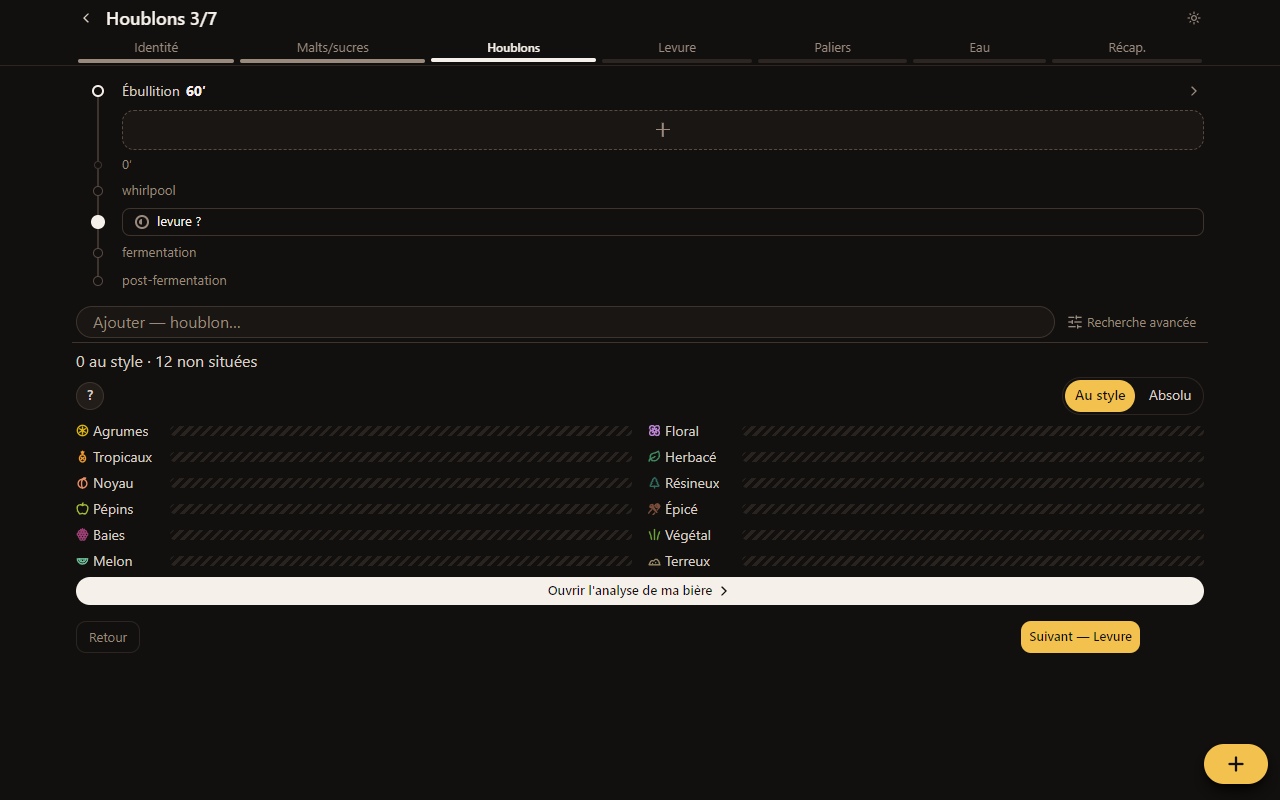 Houblons 3/7
Identité Malts/sucres Houblons Levure Paliers Eau Récap.
Ébullition 60′
0′
whirlpool
levure ?
fermentation
post-fermentation
Ajouter — houblon... Recherche avancée
0 au style · 12 non situées
? Au style Absolu
Agrumes Floral
Tropicaux Herbacé
Noyau Résineux
Pépins Épicé
Baies Végétal
Melon Terreux
Ouvrir l'analyse de ma bière
Retour Suivant — Levure